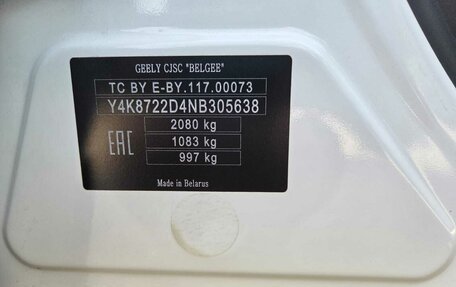 GEELY CJSC "BELGEE"
TC BY E-BY.117.00073
Y4K8722D4NB305638
2080 kg
EAC 1083 kg
997 kg
Made in Belarus